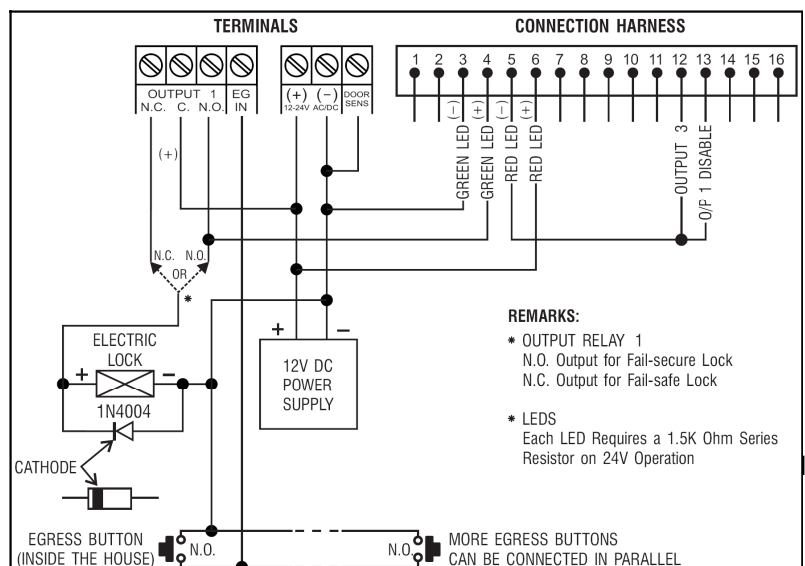 TERMINALS
CONNECTION HARNESS
1 2 3 4 5 6 7 8 9 10 11 12 13 14 15 16
OUTPUT 1
N.C. C. N.O.
EG
IN
(+) (−)
12-24V AC/DC
DOOR
SENS
(+)
(−) GREEN LED
(+) GREEN LED
(−) RED LED
(+) RED LED
OUTPUT 3
O/P 1 DISABLE
N.C. N.O.
OR
*
ELECTRIC
LOCK
+ −
1N4004
CATHODE
+ −
12V DC
POWER
SUPPLY
REMARKS:
* OUTPUT RELAY 1
N.O. Output for Fail-secure Lock
N.C. Output for Fail-safe Lock
* LEDS
Each LED Requires a 1.5K Ohm Series
Resistor on 24V Operation
EGRESS BUTTON
(INSIDE THE HOUSE)
N.O.
N.O.
MORE EGRESS BUTTONS
CAN BE CONNECTED IN PARALLEL